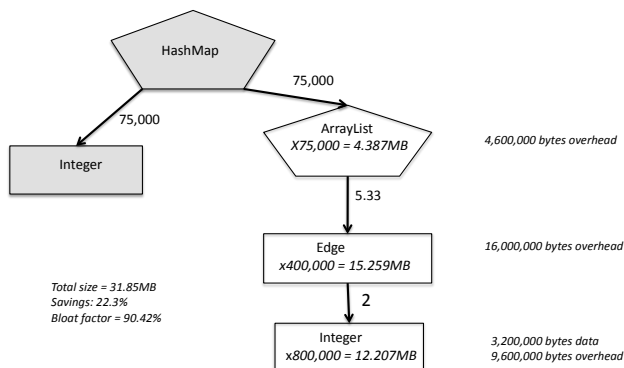 HashMap
75,000
75,000
ArrayList
X75,000 = 4.387MB
4,600,000 bytes overhead
Integer
5.33
Edge
x400,000 = 15.259MB
16,000,000 bytes overhead
Total size = 31.85MB
Savings: 22.3%
Bloat factor = 90.42%
2
Integer
x800,000 = 12.207MB
3,200,000 bytes data
9,600,000 bytes overhead